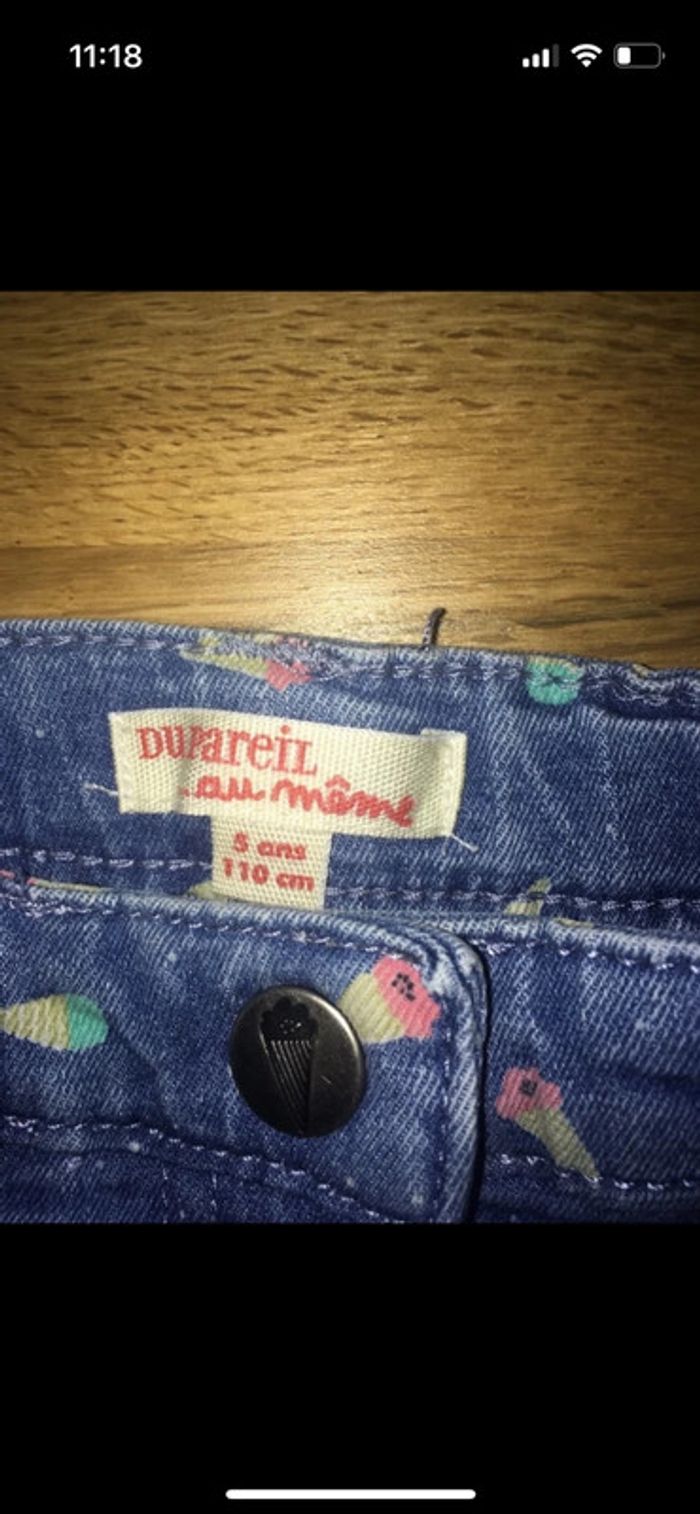 11:18
DUPAREIL
...au même
5 ans
110 cm